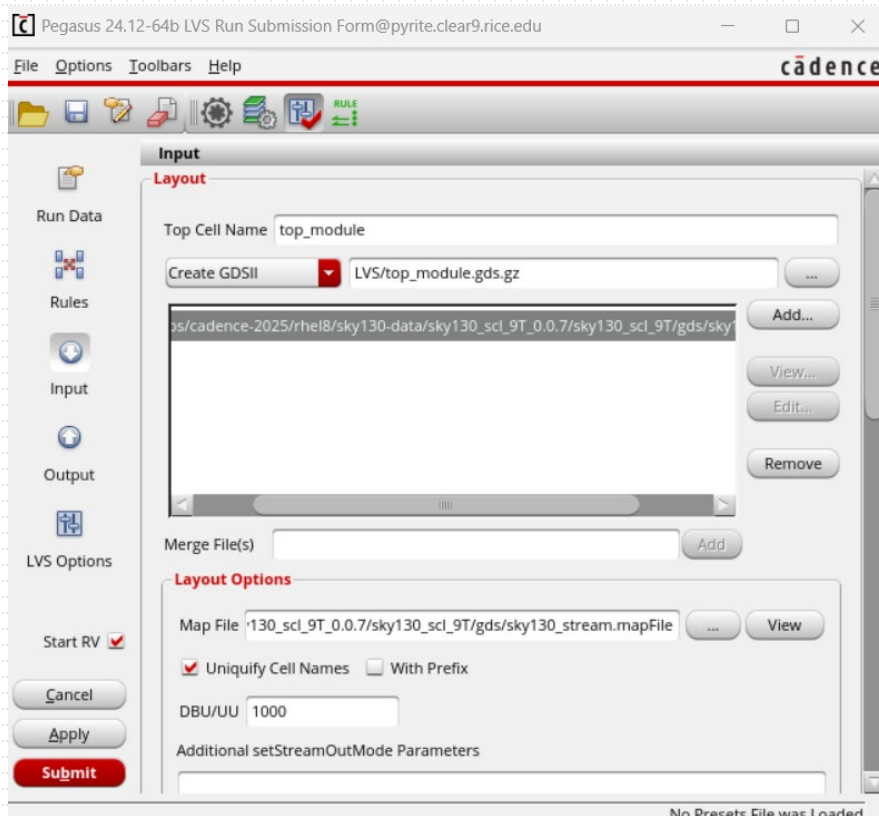 Pegasus 24.12-64b LVS Run Submission Form@pyrite.clear9.rice.edu
File Options Toolbars Help
cādence
RULE
Input
Layout
Run Data
Top Cell Name top_module
Create GDSII LVS/top_module.gds.gz ...
Rules
Add...
os/cadence-2025/rhel8/sky130-data/sky130_scl_9T_0.0.7/sky130_scl_9T/gds/sky1
View...
Input
Edit...
Output
Remove
LVS Options
Merge File(s) Add
Layout Options
Map File 130_scl_9T_0.0.7/sky130_scl_9T/gds/sky130_stream.mapFile ... View
Start RV
Uniquify Cell Names With Prefix
Cancel
DBU/UU 1000
Apply
Additional setStreamOutMode Parameters
Submit
No Presets File was Loaded